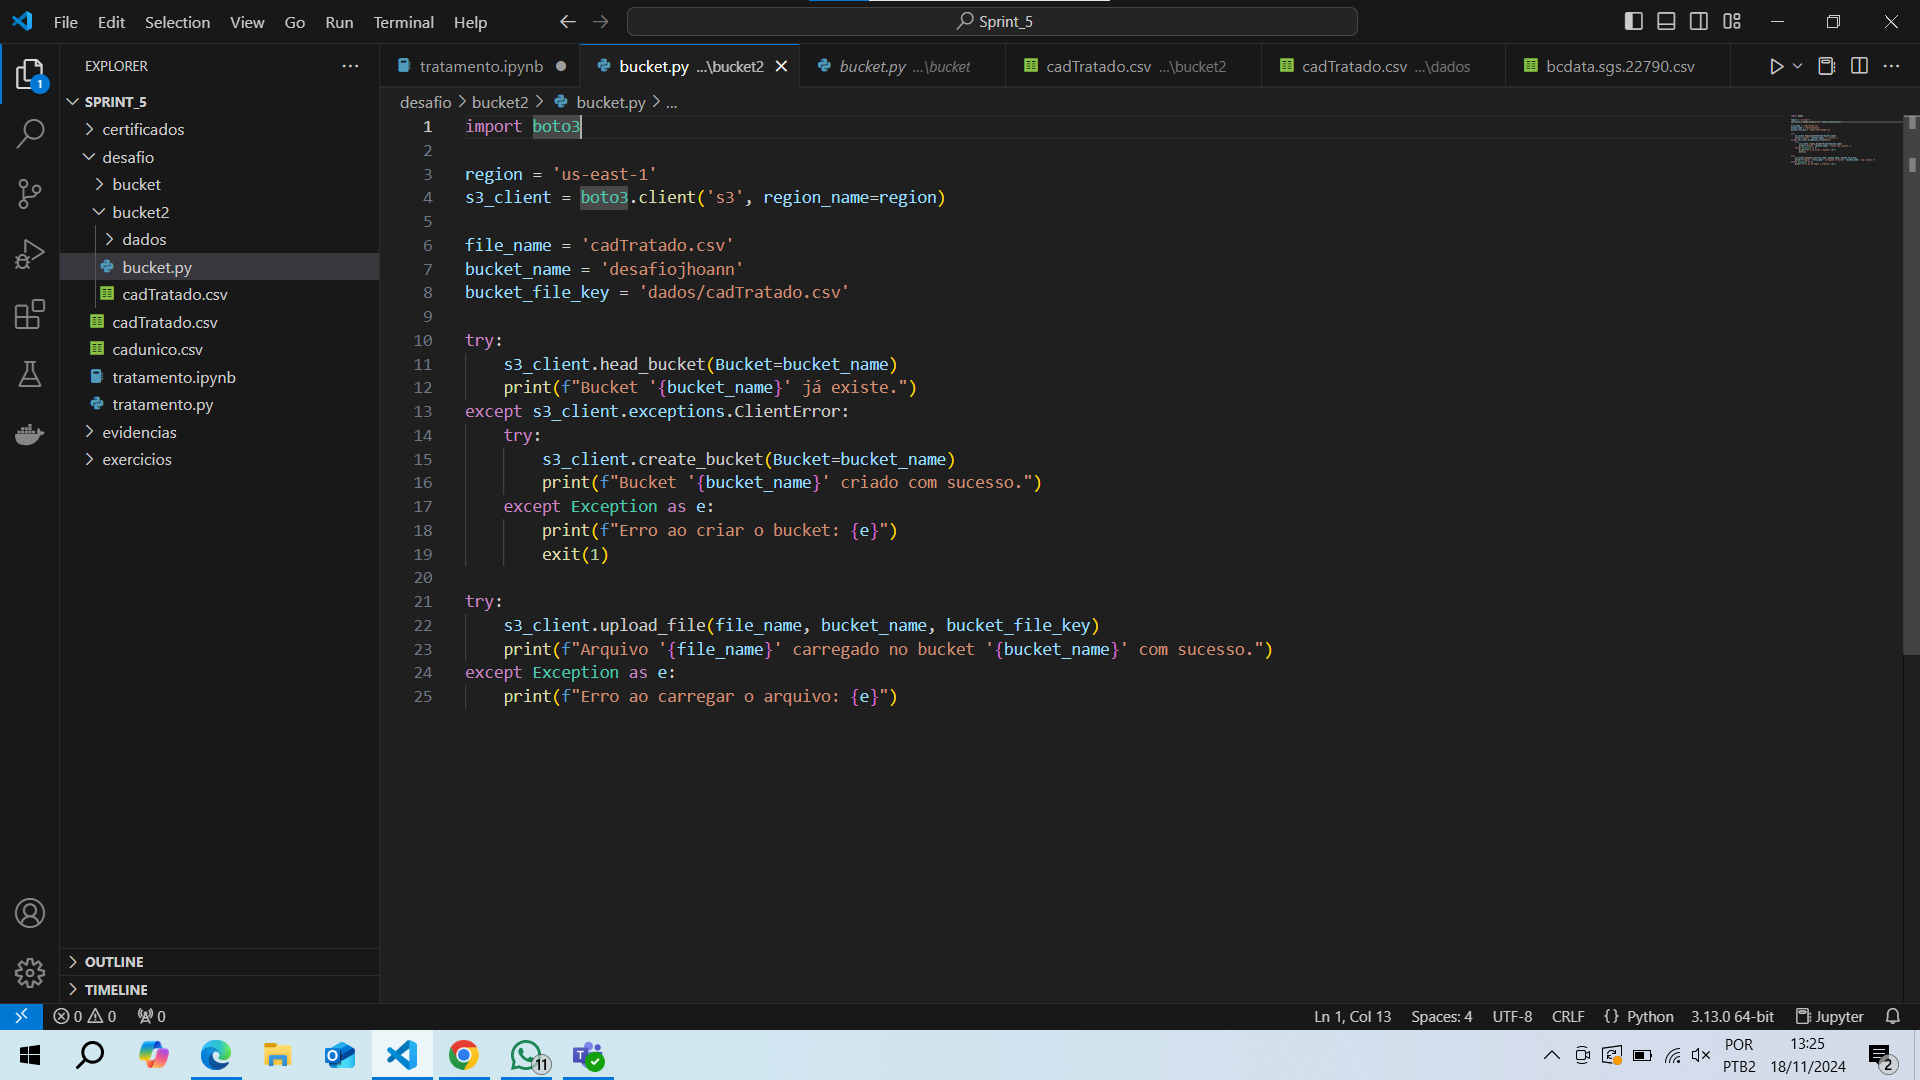 File Edit Selection View Go Run Terminal Help
Sprint_5
EXPLORER
SPRINT_5
certificados
desafio
bucket
bucket2
dados
bucket.py
cadTratado.csv
cadTratado.csv
cadunico.csv
tratamento.ipynb
tratamento.py
evidencias
exercicios
OUTLINE
TIMELINE
1
tratamento.ipynb
bucket.py ...\bucket2
bucket.py ...\bucket
cadTratado.csv ...\bucket2
cadTratado.csv ...\dados
bcdata.sgs.22790.csv
desafio > bucket2 > bucket.py > ...
1 import boto3
2
3 region = 'us-east-1'
4 s3_client = boto3.client('s3', region_name=region)
5
6 file_name = 'cadTratado.csv'
7 bucket_name = 'desafiojhoann'
8 bucket_file_key = 'dados/cadTratado.csv'
9
10 try:
11 s3_client.head_bucket(Bucket=bucket_name)
12 print(f"Bucket '{bucket_name}' já existe.")
13 except s3_client.exceptions.ClientError:
14 try:
15 s3_client.create_bucket(Bucket=bucket_name)
16 print(f"Bucket '{bucket_name}' criado com sucesso.")
17 except Exception as e:
18 print(f"Erro ao criar o bucket: {e}")
19 exit(1)
20
21 try:
22 s3_client.upload_file(file_name, bucket_name, bucket_file_key)
23 print(f"Arquivo '{file_name}' carregado no bucket '{bucket_name}' com sucesso.")
24 except Exception as e:
25 print(f"Erro ao carregar o arquivo: {e}")
0 0 0
Ln 1, Col 13 Spaces: 4 UTF-8 CRLF {} Python 3.13.0 64-bit Jupyter
11
POR
PTB2
13:25
18/11/2024
2